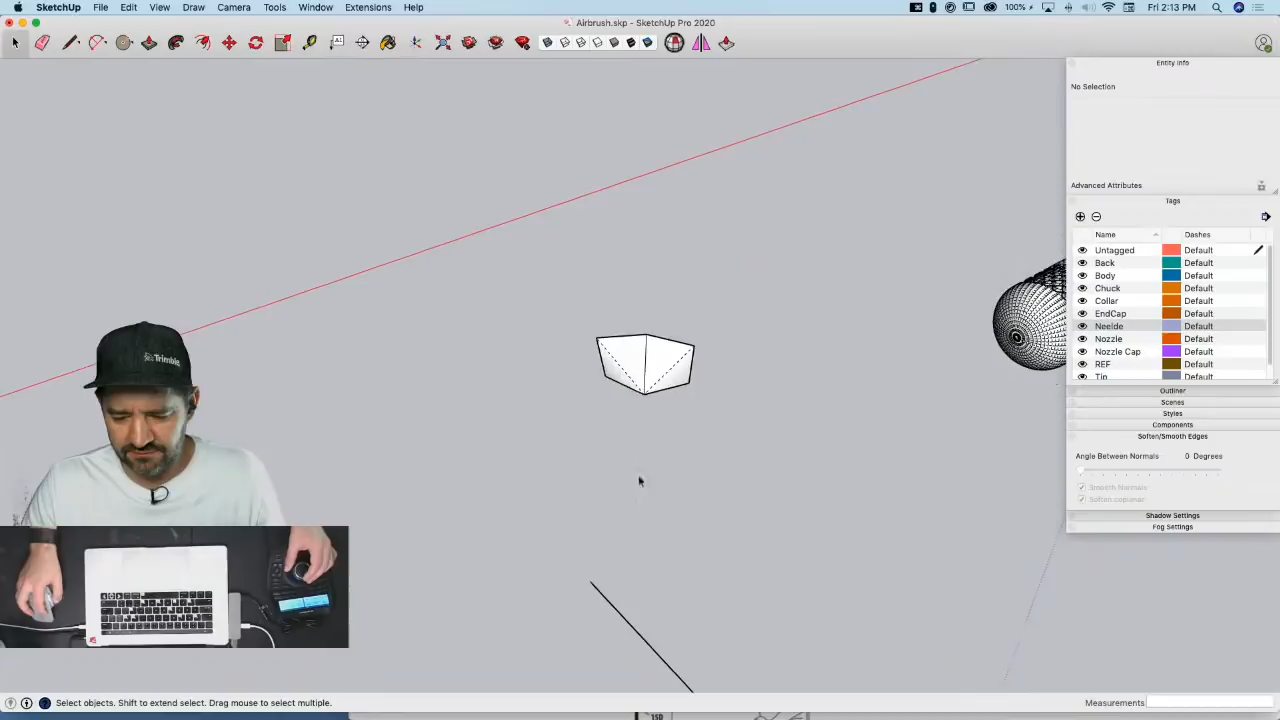 SketchUp File Edit View Draw Camera Tools Window Extensions Help 100% Fri 2:13 PM
Airbrush.skp - SketchUp Pro 2020
Entity Info
No Selection
Advanced Attributes
Tags
Name Dashes
Untagged Default
Back Default
Body Default
Chuck Default
Collar Default
EndCap Default
Neelde Default
Nozzle Default
Nozzle Cap Default
REF Default
Tip Default
Outliner
Scenes
Styles
Components
Soften/Smooth Edges
Angle Between Normals 0 Degrees
Smooth Normals
Soften coplanar
Shadow Settings
Fog Settings
Trimble
Select objects. Shift to extend select. Drag mouse to select multiple.
Measurements